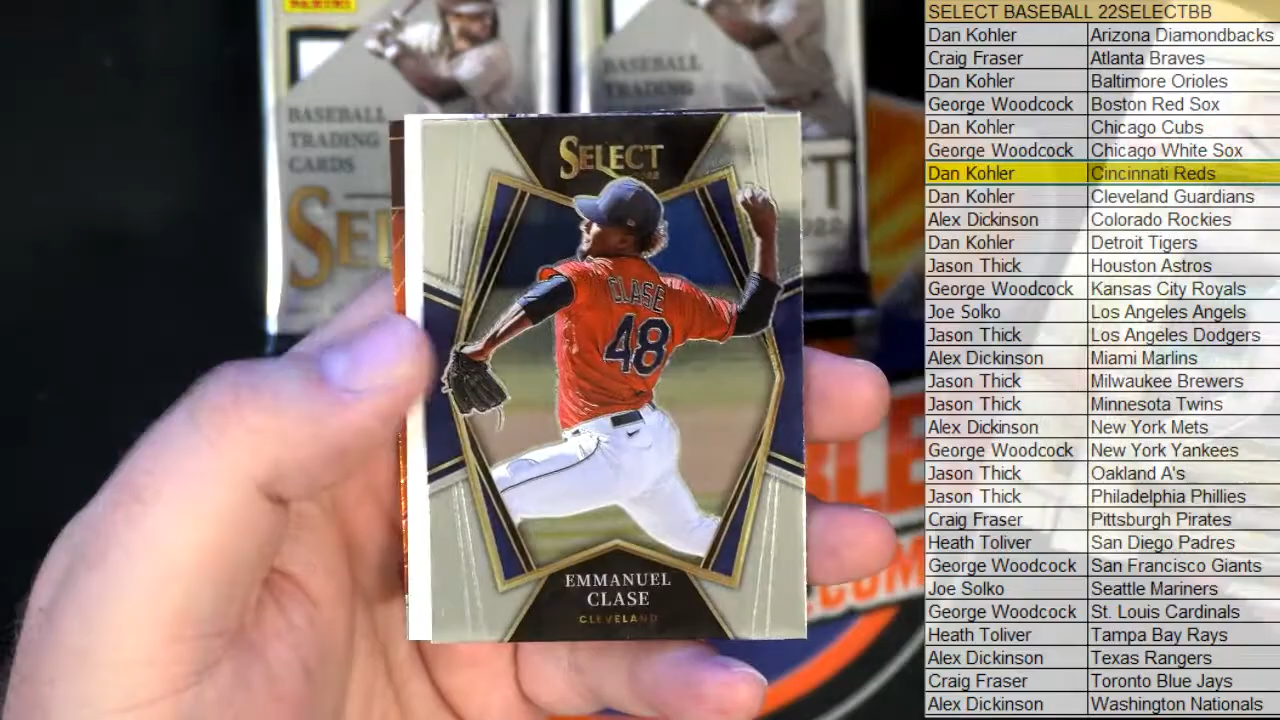 PANINI
BASEBALL
TRADING
CARDS
SEL
BASEBALL
TRADING
T
2022
SELECT
CLASE
48
EMMANUEL
CLASE
CLEVELAND
BLE
.COM
SELECT BASEBALL 22SELECTBB
Dan Kohler Arizona Diamondbacks
Craig Fraser Atlanta Braves
Dan Kohler Baltimore Orioles
George Woodcock Boston Red Sox
Dan Kohler Chicago Cubs
George Woodcock Chicago White Sox
Dan Kohler Cincinnati Reds
Dan Kohler Cleveland Guardians
Alex Dickinson Colorado Rockies
Dan Kohler Detroit Tigers
Jason Thick Houston Astros
George Woodcock Kansas City Royals
Joe Solko Los Angeles Angels
Jason Thick Los Angeles Dodgers
Alex Dickinson Miami Marlins
Jason Thick Milwaukee Brewers
Jason Thick Minnesota Twins
Alex Dickinson New York Mets
George Woodcock New York Yankees
Jason Thick Oakland A's
Jason Thick Philadelphia Phillies
Craig Fraser Pittsburgh Pirates
Heath Toliver San Diego Padres
George Woodcock San Francisco Giants
Joe Solko Seattle Mariners
George Woodcock St. Louis Cardinals
Heath Toliver Tampa Bay Rays
Alex Dickinson Texas Rangers
Craig Fraser Toronto Blue Jays
Alex Dickinson Washington Nationals